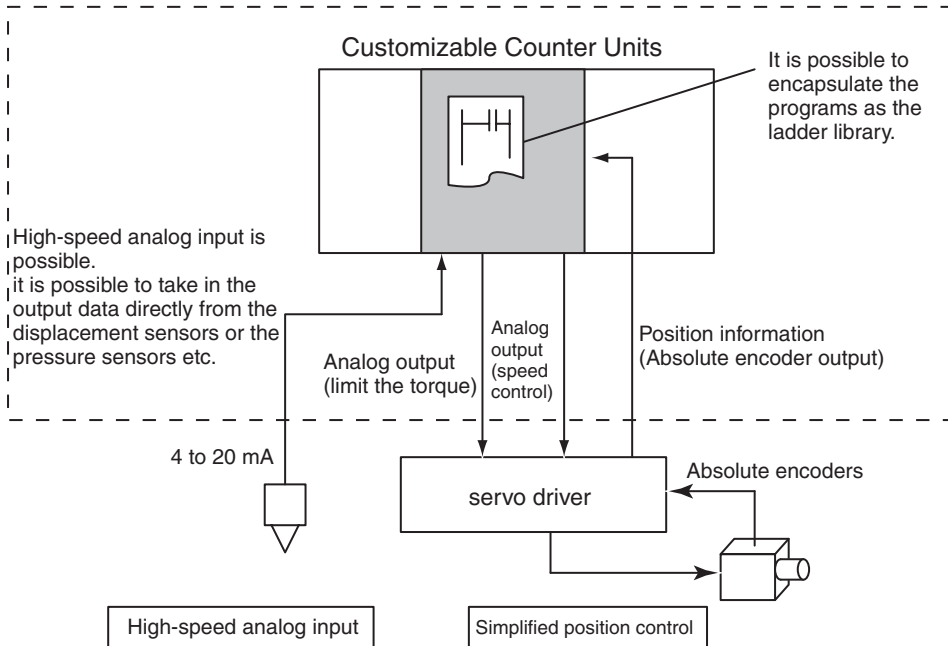 Customizable Counter Units
It is possible to
encapsulate the
programs as the
ladder library.
High-speed analog input is
possible.
it is possible to take in the
output data directly from the
displacement sensors or the
pressure sensors etc.
Analog output
(limit the torque)
Analog
output
(speed
control)
Position information
(Absolute encoder output)
4 to 20 mA
servo driver
Absolute encoders
High-speed analog input
Simplified position control